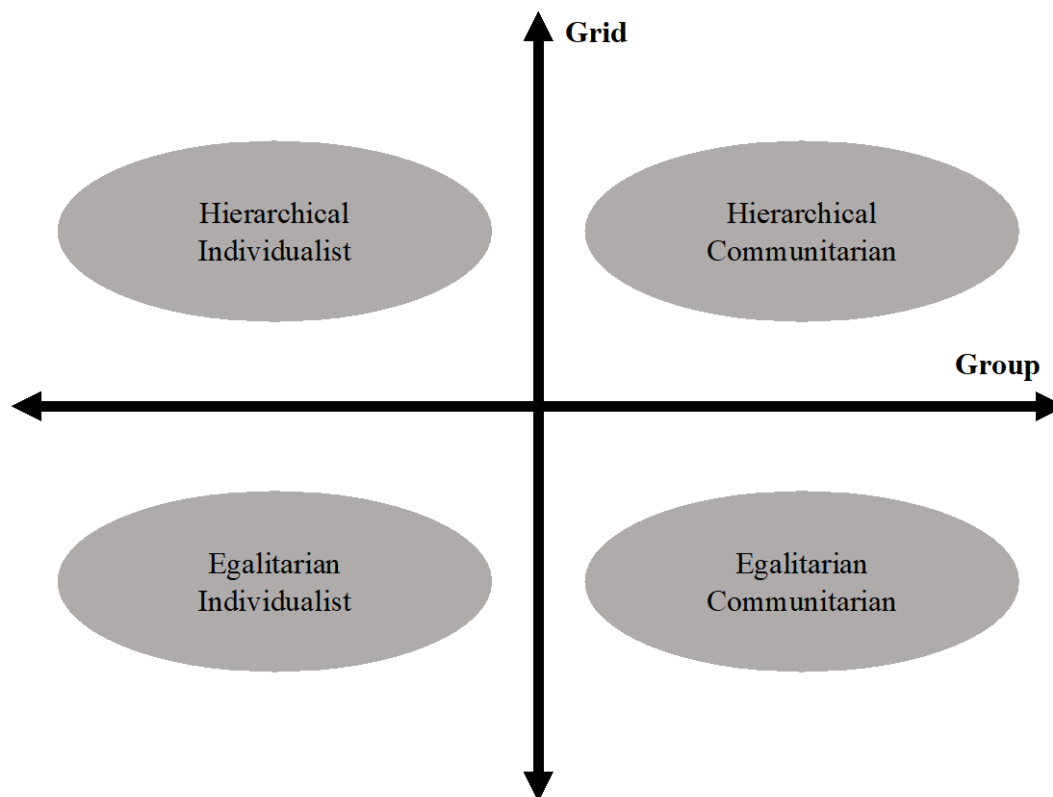 Grid
Hierarchical
Individualist
Hierarchical
Communitarian
Group
Egalitarian
Individualist
Egalitarian
Communitarian